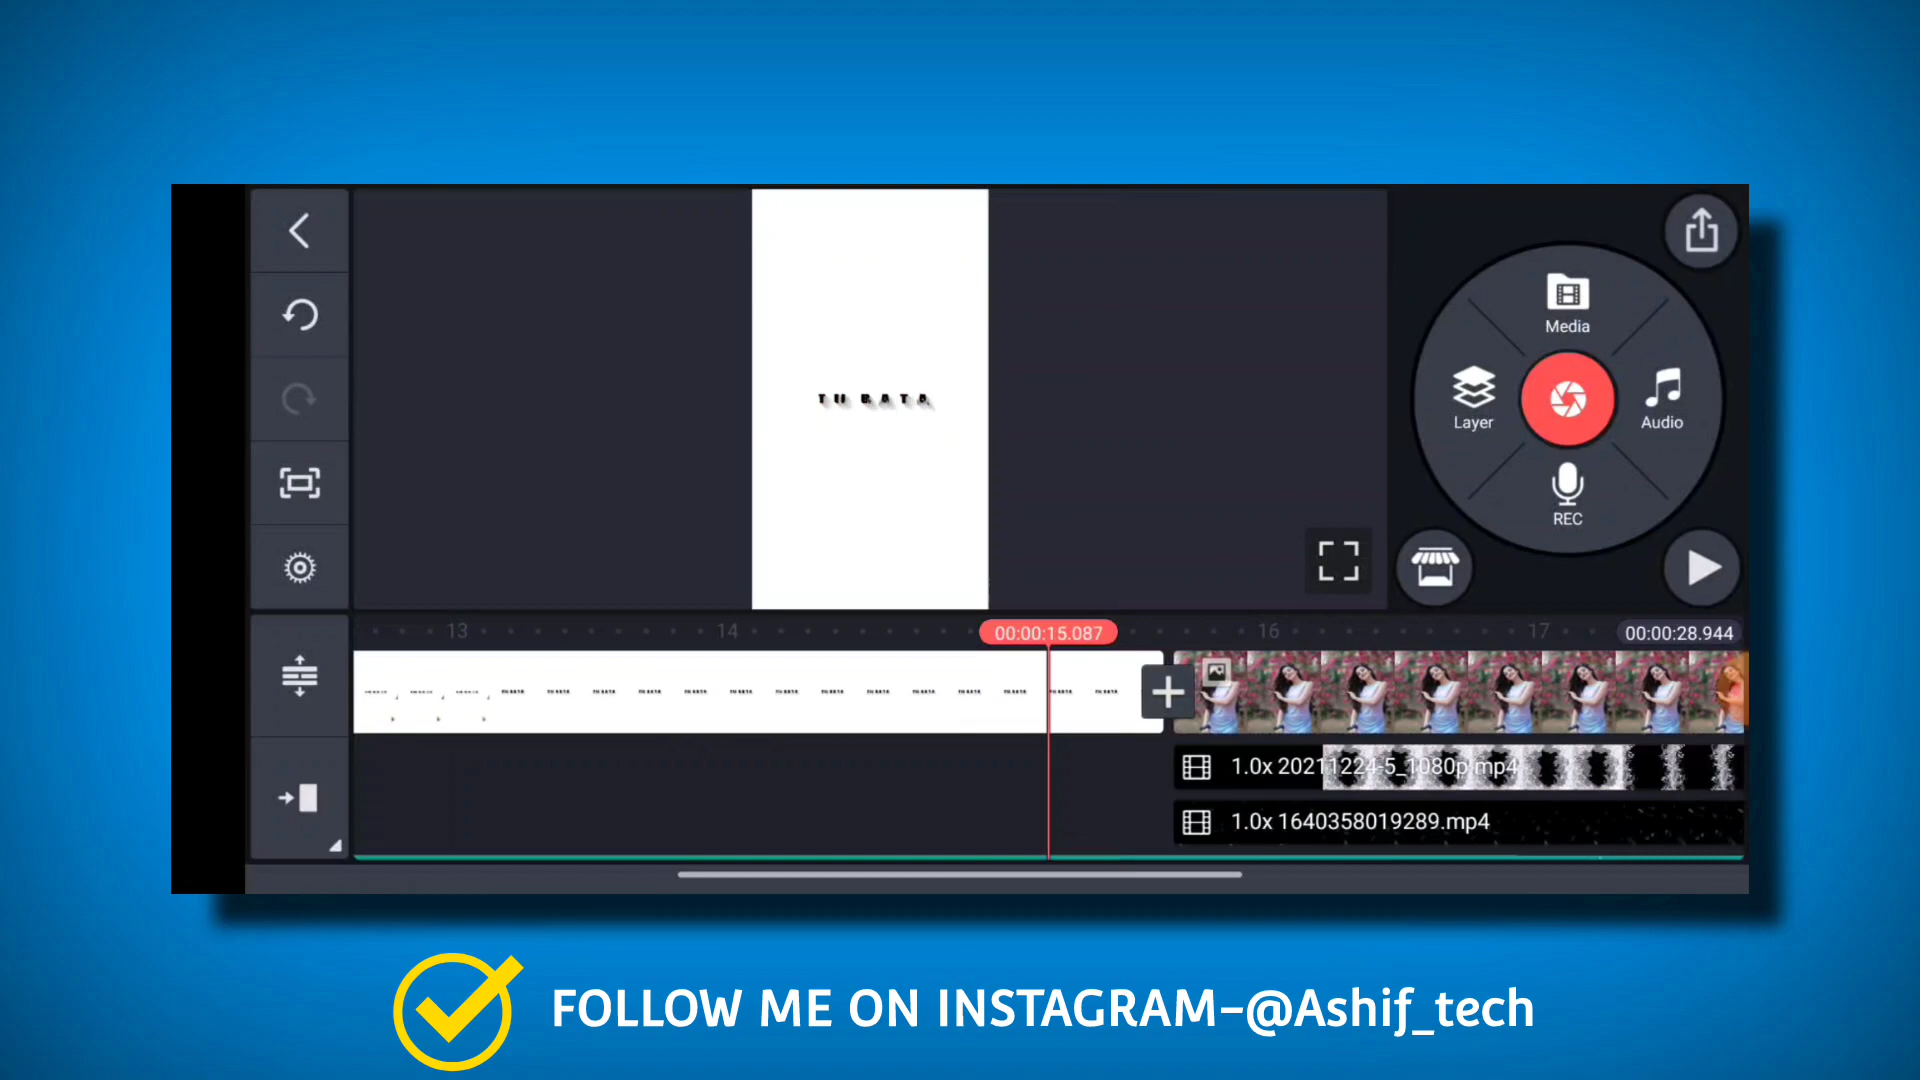 Media
Layer
Audio
REC
TU BATA
13
14
00:00:15.087
16
17
00:00:28.944
1.0x 20211224-5_1080p.mp4
1.0x 1640358019289.mp4
FOLLOW ME ON INSTAGRAM-@Ashif_tech